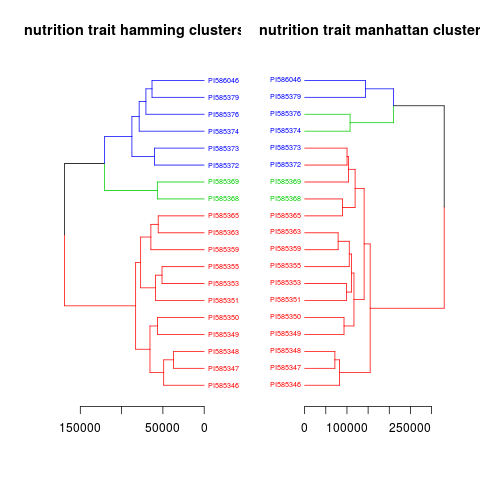 nutrition trait hamming clusters
nutrition trait manhattan cluster
PI586046
PI585379
PI585376
PI585374
PI585373
PI585372
PI585369
PI585368
PI585365
PI585363
PI585359
PI585355
PI585353
PI585351
PI585350
PI585349
PI585348
PI585347
PI585346
150000 50000 0
PI586046
PI585379
PI585376
PI585374
PI585373
PI585372
PI585369
PI585368
PI585365
PI585363
PI585359
PI585355
PI585353
PI585351
PI585350
PI585349
PI585348
PI585347
PI585346
0 100000 250000